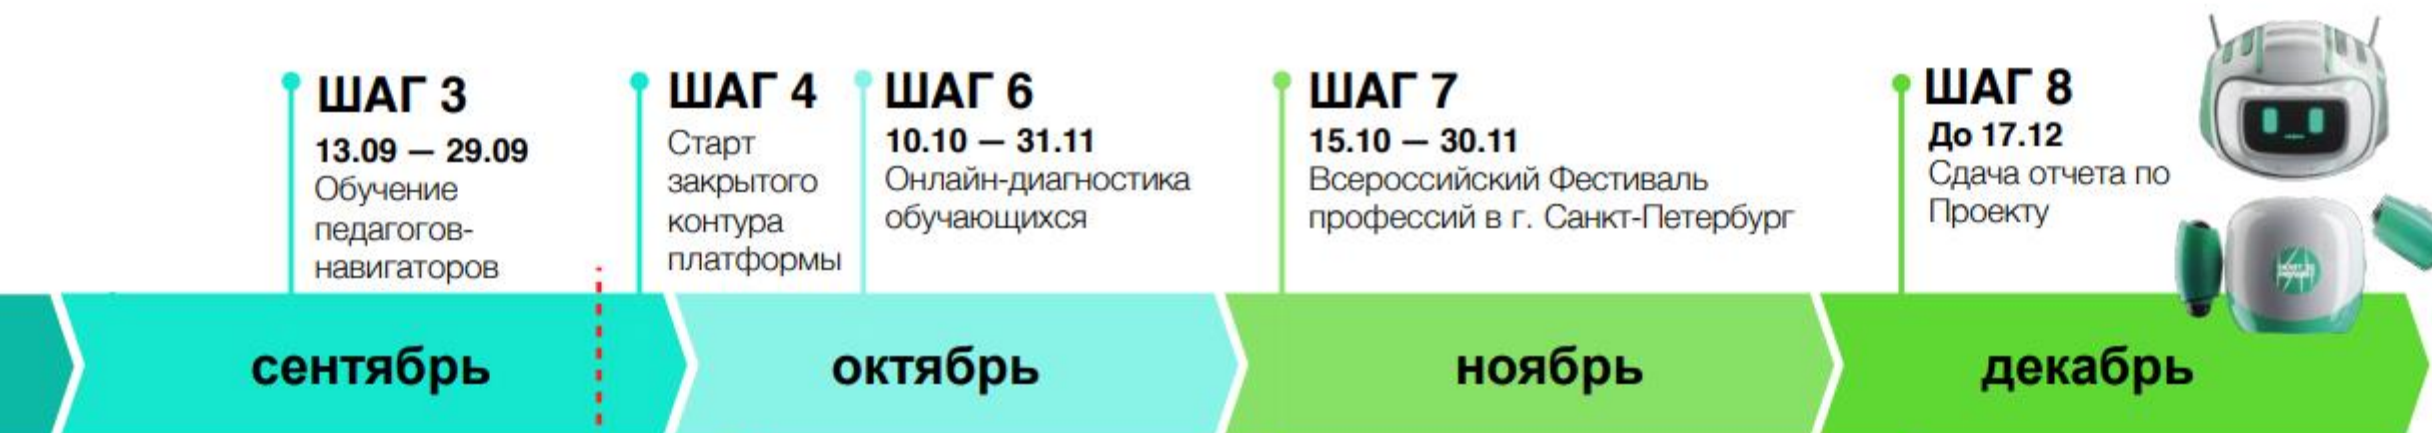 ШАГ 3
13.09 — 29.09
Обучение
педагогов-
навигаторов
ШАГ 4
Старт
закрытого
контура
платформы
ШАГ 6
10.10 — 31.11
Онлайн-диагностика
обучающихся
ШАГ 7
15.10 — 30.11
Всероссийский Фестиваль
профессий в г. Санкт-Петербург
ШАГ 8
До 17.12
Сдача отчета по
Проекту
сентябрь
октябрь
ноябрь
декабрь